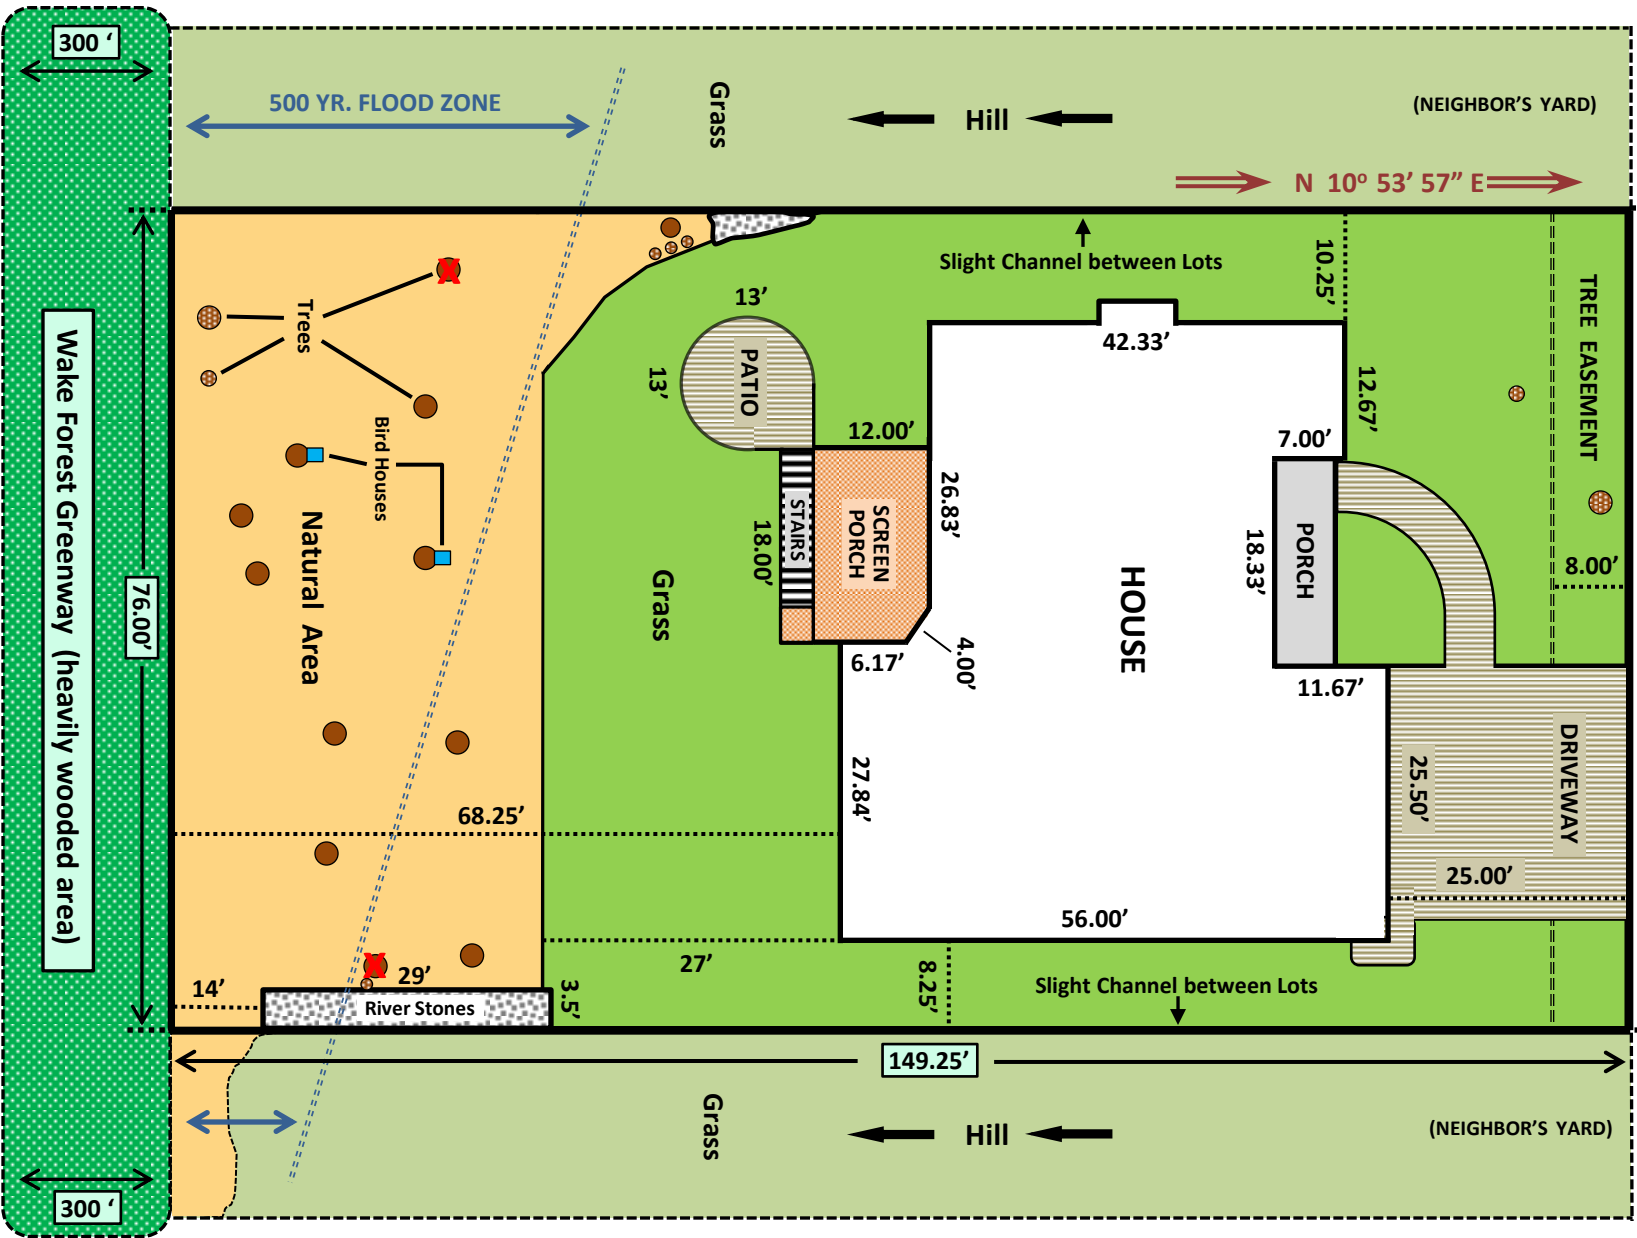 300 ‘
500 YR. FLOOD ZONE
Grass
Hill
(NEIGHBOR’S YARD)
N 10º 53’ 57” E
Slight Channel between Lots
10.25’
TREE EASEMENT
13’
13’
PATIO
42.33’
12.67’
7.00’
12.00’
Trees
Bird Houses
Natural Area
Wake Forest Greenway (heavily wooded area)
76.00’
Grass
18.00’
STAIRS
SCREEN
PORCH
26.83’
4.00’
6.17’
HOUSE
18.33’
PORCH
8.00’
11.67’
DRIVEWAY
25.50’
25.00’
27.84’
68.25’
56.00’
27’
8.25’
Slight Channel between Lots
X
X
29’
14’
River Stones
3.5’
149.25’
Grass
Hill
(NEIGHBOR’S YARD)
300 ‘